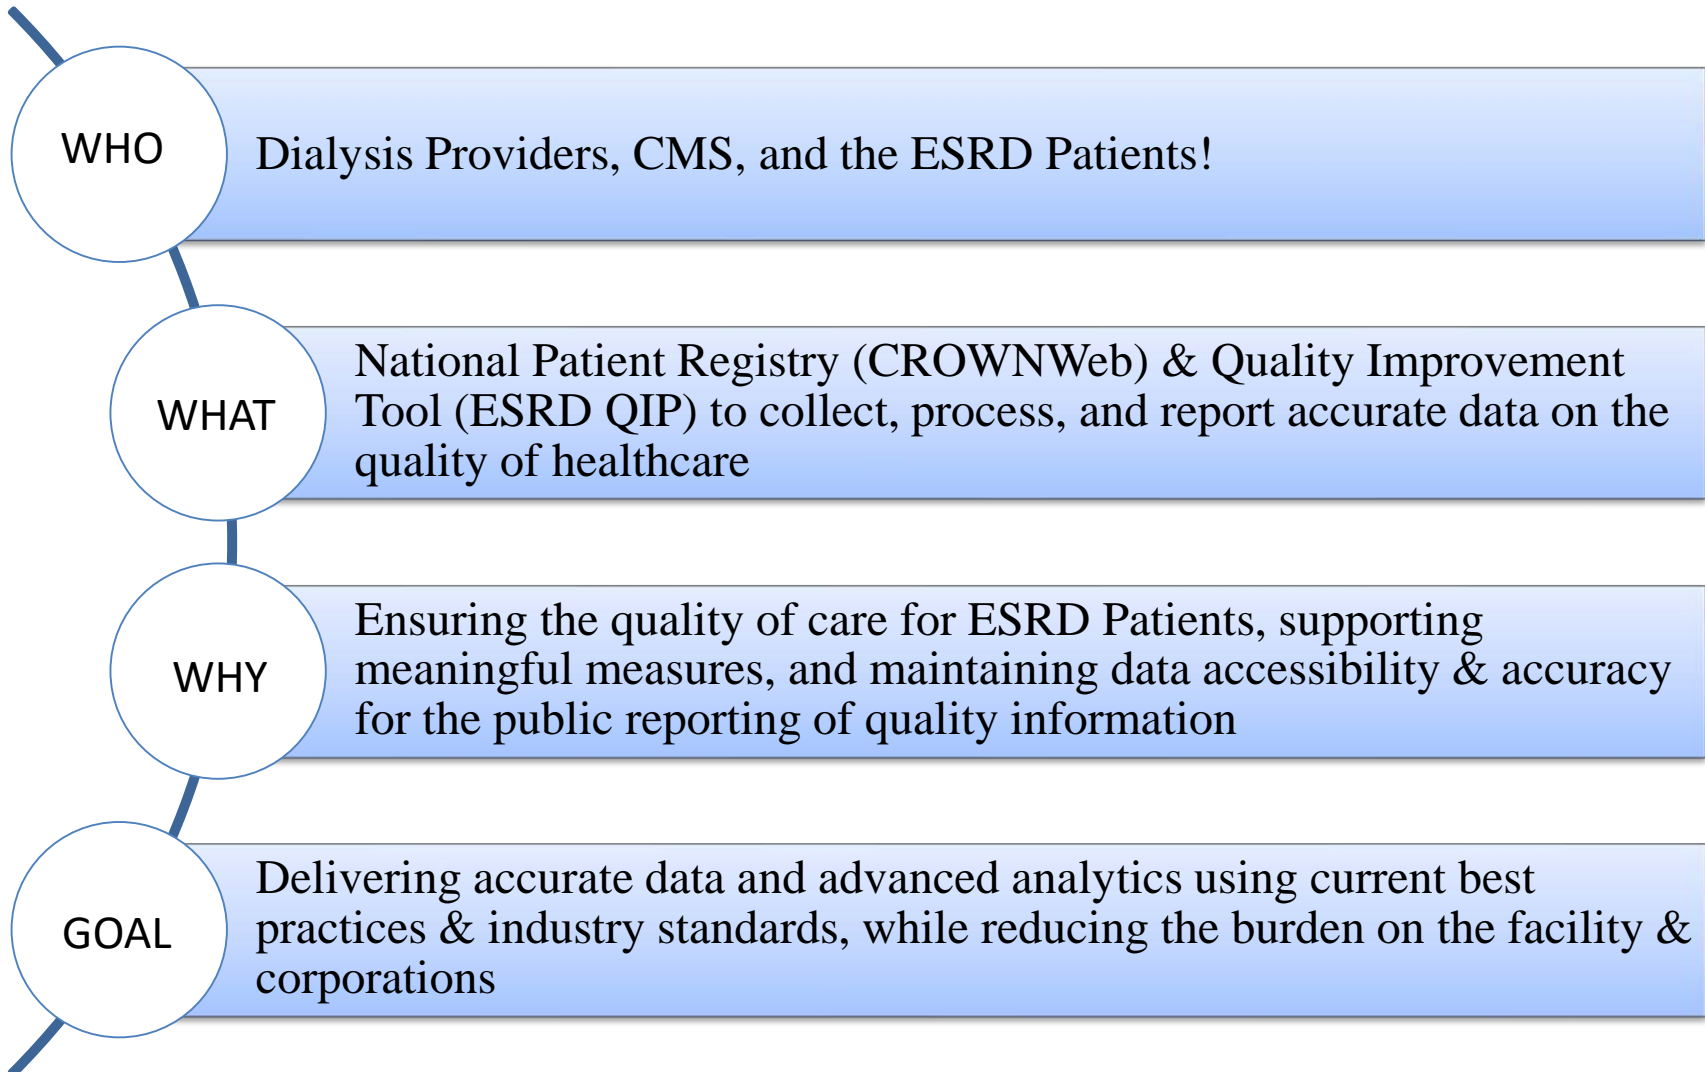 WHO
Dialysis Providers, CMS, and the ESRD Patients!
WHAT
National Patient Registry (CROWNWeb) & Quality Improvement
Tool (ESRD QIP) to collect, process, and report accurate data on the
quality of healthcare
WHY
Ensuring the quality of care for ESRD Patients, supporting
meaningful measures, and maintaining data accessibility & accuracy
for the public reporting of quality information
GOAL
Delivering accurate data and advanced analytics using current best
practices & industry standards, while reducing the burden on the facility &
corporations